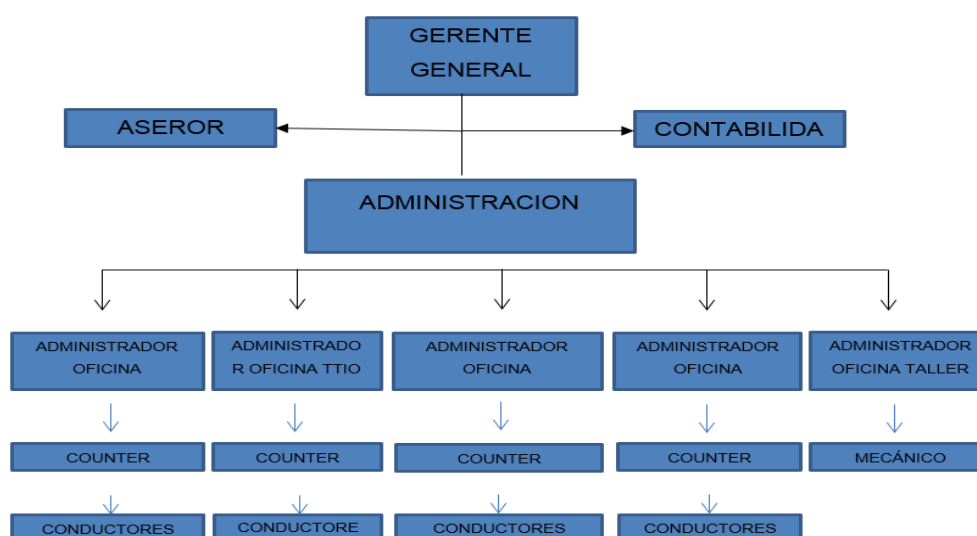 GERENTE
GENERAL
ASEROR
CONTABILIDA
ADMINISTRACION
ADMINISTRADOR
OFICINA
ADMINISTRADO
R OFICINA TTIO
ADMINISTRADOR
OFICINA
ADMINISTRADOR
OFICINA
ADMINISTRADOR
OFICINA TALLER
COUNTER
COUNTER
COUNTER
COUNTER
MECÁNICO
CONDUCTORES
CONDUCTORE
CONDUCTORES
CONDUCTORES